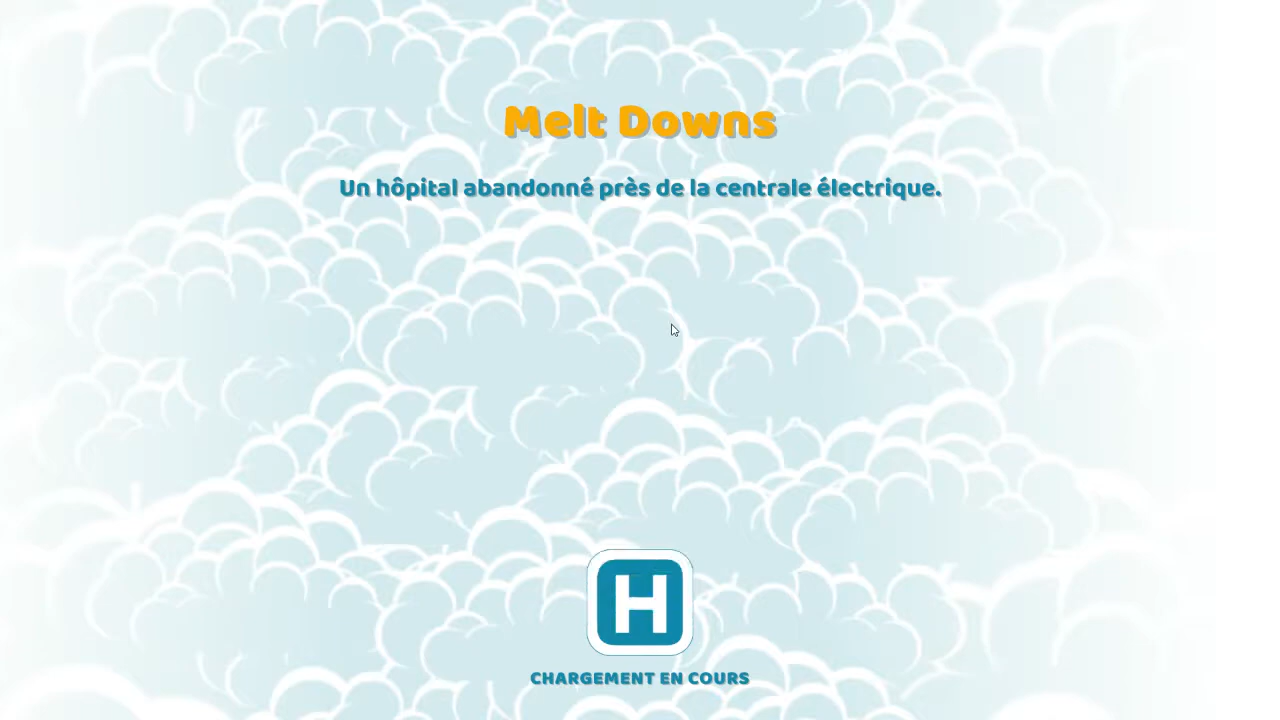 Melt Downs
Un hôpital abandonné près de la centrale électrique.
H
CHARGEMENT EN COURS